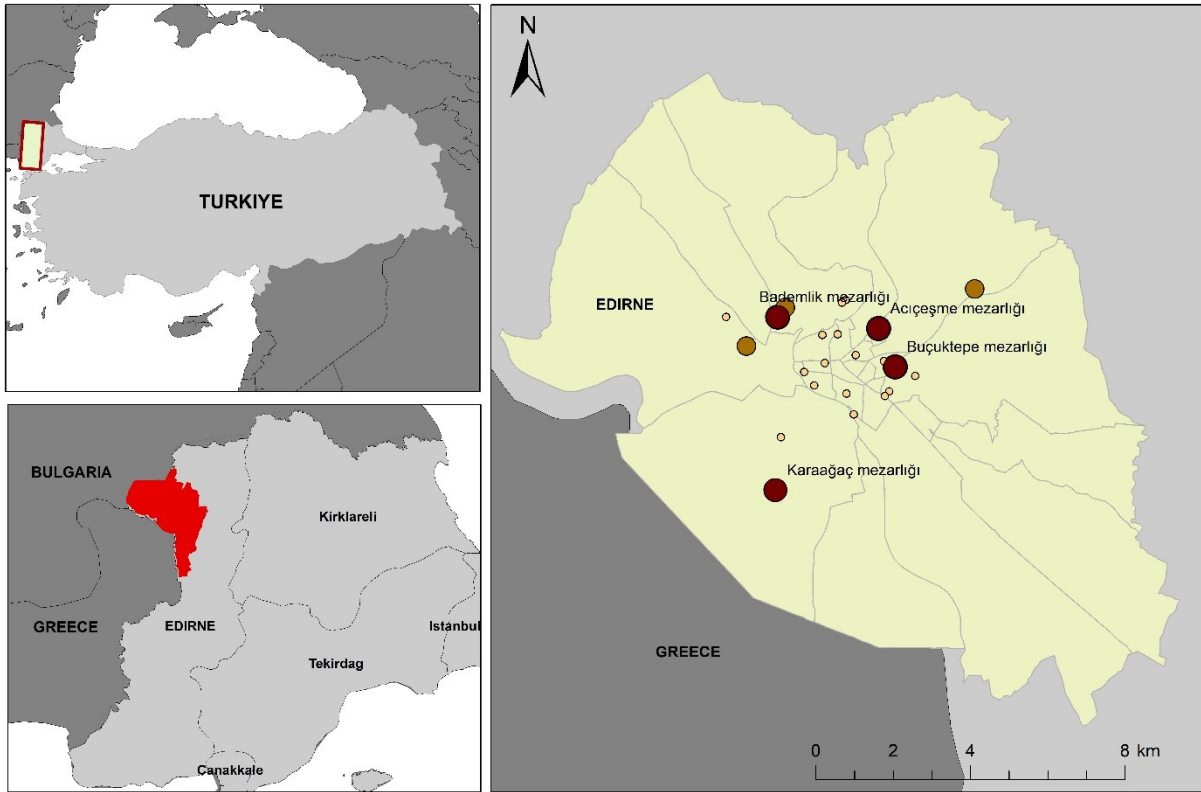 TURKIYE
BULGARIA
Kirklareli
GREECE
EDIRNE
Istanbul
Tekirdag
Canakkale
N
EDIRNE
Bademlik mezarlığı
Acıçeşme mezarlığı
Buçuktepe mezarlığı
Karaağaç mezarlığı
GREECE
0 2 4 8 km